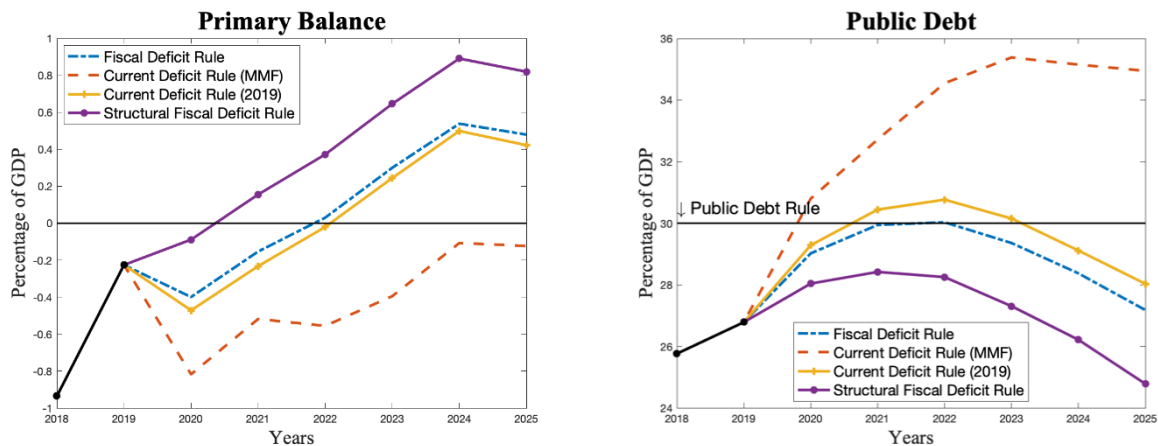 Primary Balance
1
0.8
0.6
0.4
0.2
0
-0.2
-0.4
-0.6
-0.8
-1
Percentage of GDP
Fiscal Deficit Rule
Current Deficit Rule (MMF)
Current Deficit Rule (2019)
Structural Fiscal Deficit Rule
2018 2019 2020 2021 2022 2023 2024 2025
Years
Public Debt
36
34
32
30
28
26
24
Percentage of GDP
↓ Public Debt Rule
Fiscal Deficit Rule
Current Deficit Rule (MMF)
Current Deficit Rule (2019)
Structural Fiscal Deficit Rule
2018 2019 2020 2021 2022 2023 2024 2025
Years